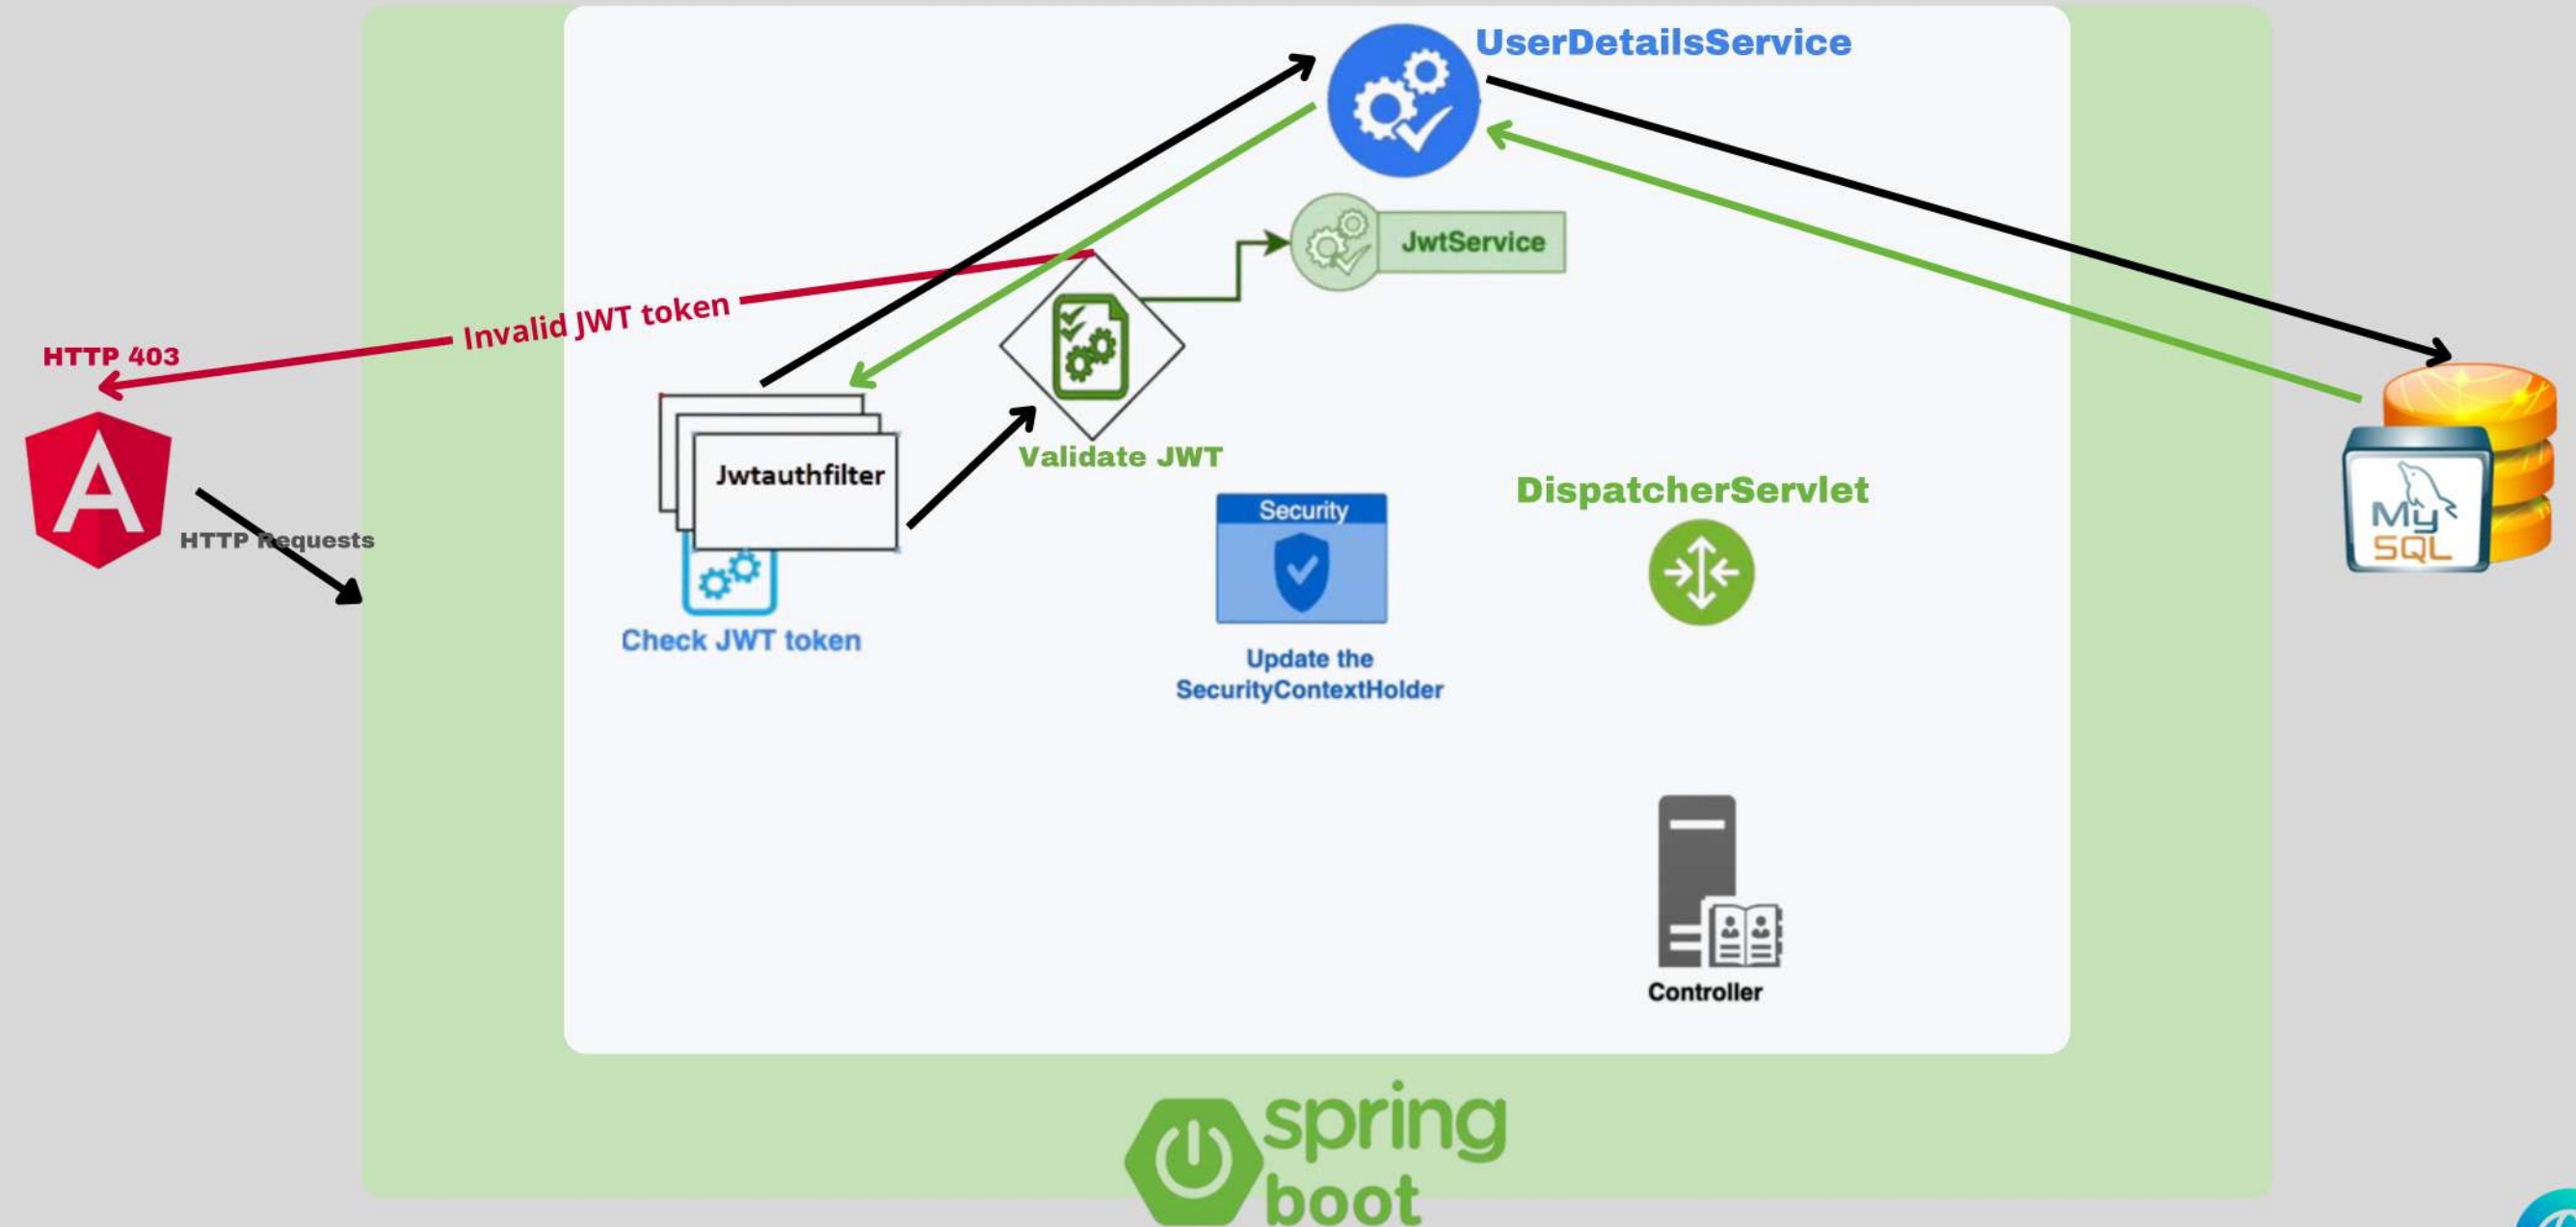 UserDetailsService
JwtService
Invalid JWT token
HTTP 403
Validate JWT
Jwtauthfilter
DispatcherServlet
Security
HTTP Requests
My
SQL
Check JWT token
Update the
SecurityContextHolder
Controller
spring
boot